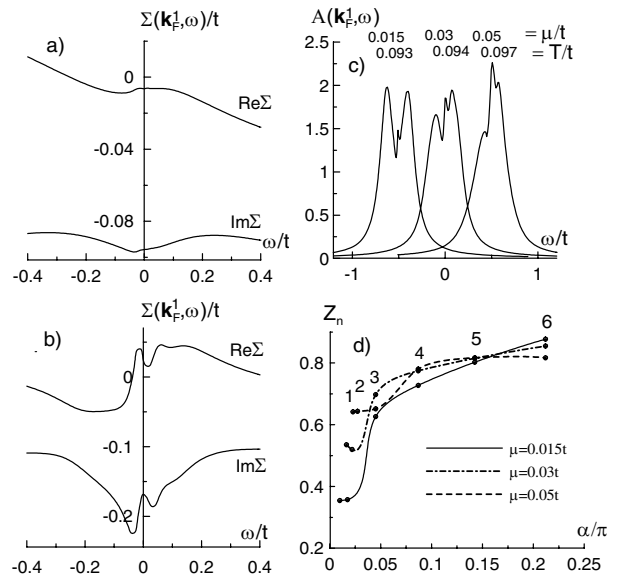 Σ(k_F^1,ω)/t
a)
0
ReΣ
-0.04
-0.08
ImΣ
ω/t
-0.4 -0.2 0 0.2 0.4
A(k_F^1,ω)
0.015 0.03 0.05 = μ/t
0.093 0.094 0.097 = T/t
c)
2.5
2
1.5
1
0.5
0
ω/t
-1 0 1
Σ(k_F^1,ω)/t
b)
ReΣ
0
-0.1
ImΣ
-0.2
ω/t
-0.4 -0.2 0 0.2 0.4
Z_n
d)
1 2 3 4 5 6
0.8
0.6
0.4
0.2
μ=0.015t
μ=0.03t
μ=0.05t
0 0.05 0.1 0.15 0.2 0.25
α/π